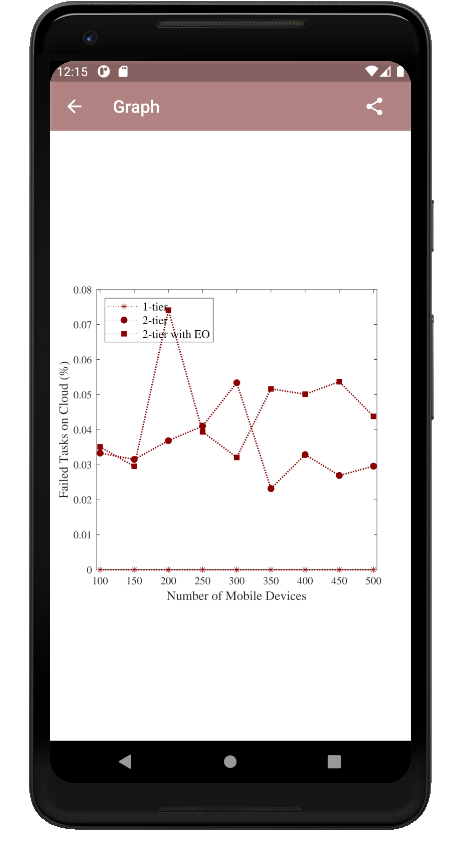 12:15
Graph
0.08
0.07
0.06
0.05
0.04
0.03
0.02
0.01
0
Failed Tasks on Cloud (%)
1-tier
2-tier
2-tier with EO
100 150 200 250 300 350 400 450 500
Number of Mobile Devices